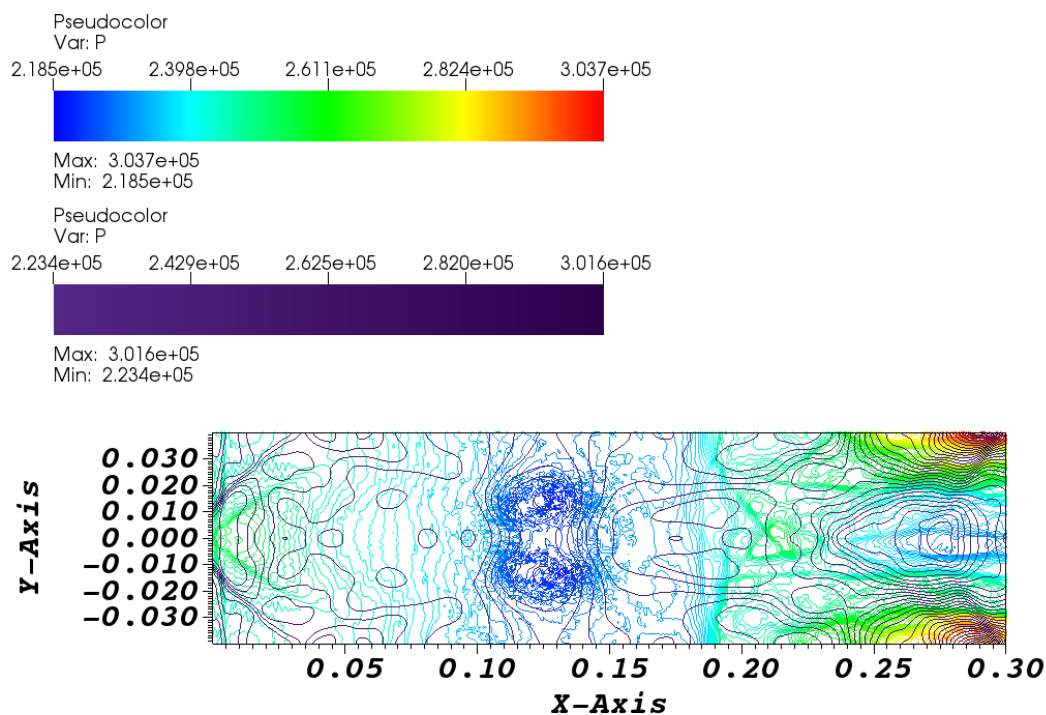 Pseudocolor
Var: P
2.185e+05 2.398e+05 2.611e+05 2.824e+05 3.037e+05
Max: 3.037e+05
Min: 2.185e+05
Pseudocolor
Var: P
2.234e+05 2.429e+05 2.625e+05 2.820e+05 3.016e+05
Max: 3.016e+05
Min: 2.234e+05
0.030
0.020
0.010
0.000
-0.010
-0.020
-0.030
Y-Axis
0.05 0.10 0.15 0.20 0.25 0.30
X-Axis